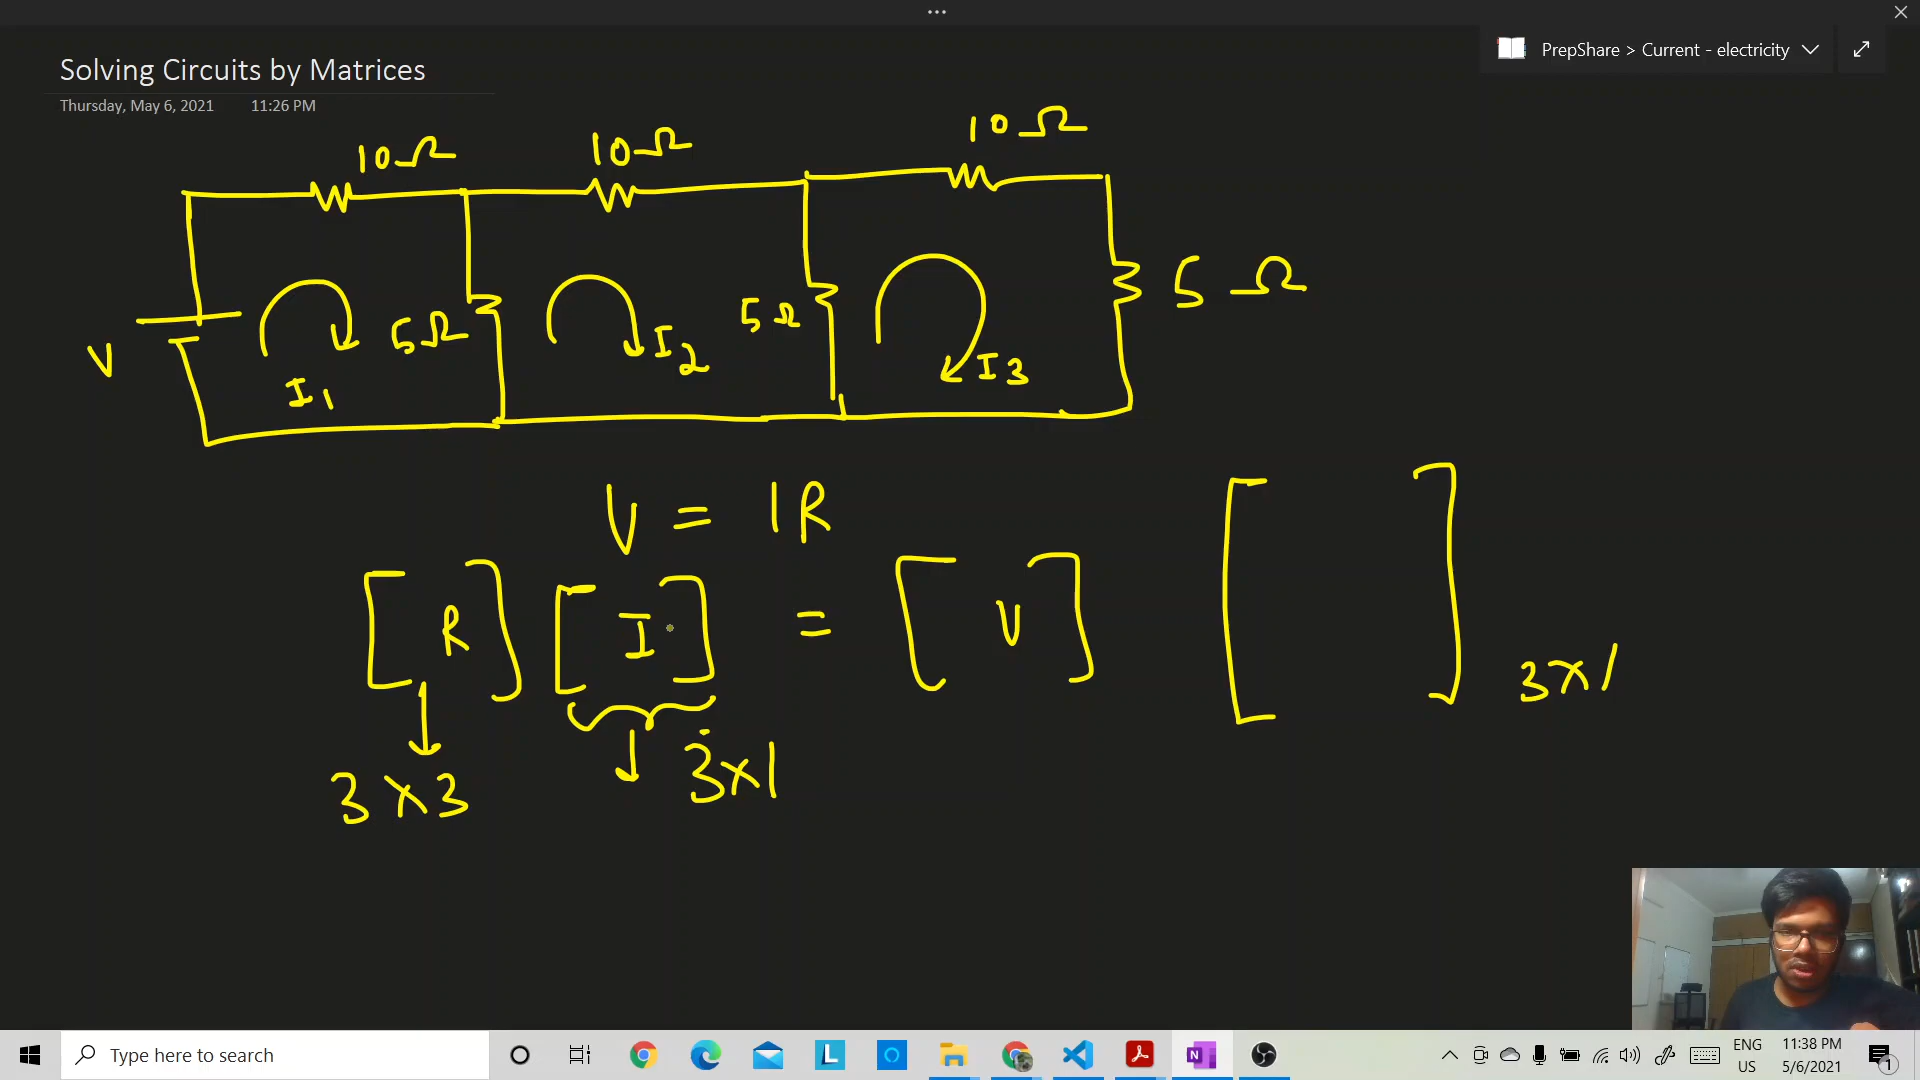 PrepShare > Current - electricity
Solving Circuits by Matrices
Thursday, May 6, 2021 11:26 PM
10Ω 10Ω 10Ω
V I1 5Ω I2 5Ω I3 5Ω
V = IR
[R] [I] = [V] [ ] 3x1
3x3 3x1
Type here to search
L
ENG
US
11:38 PM
5/6/2021
1